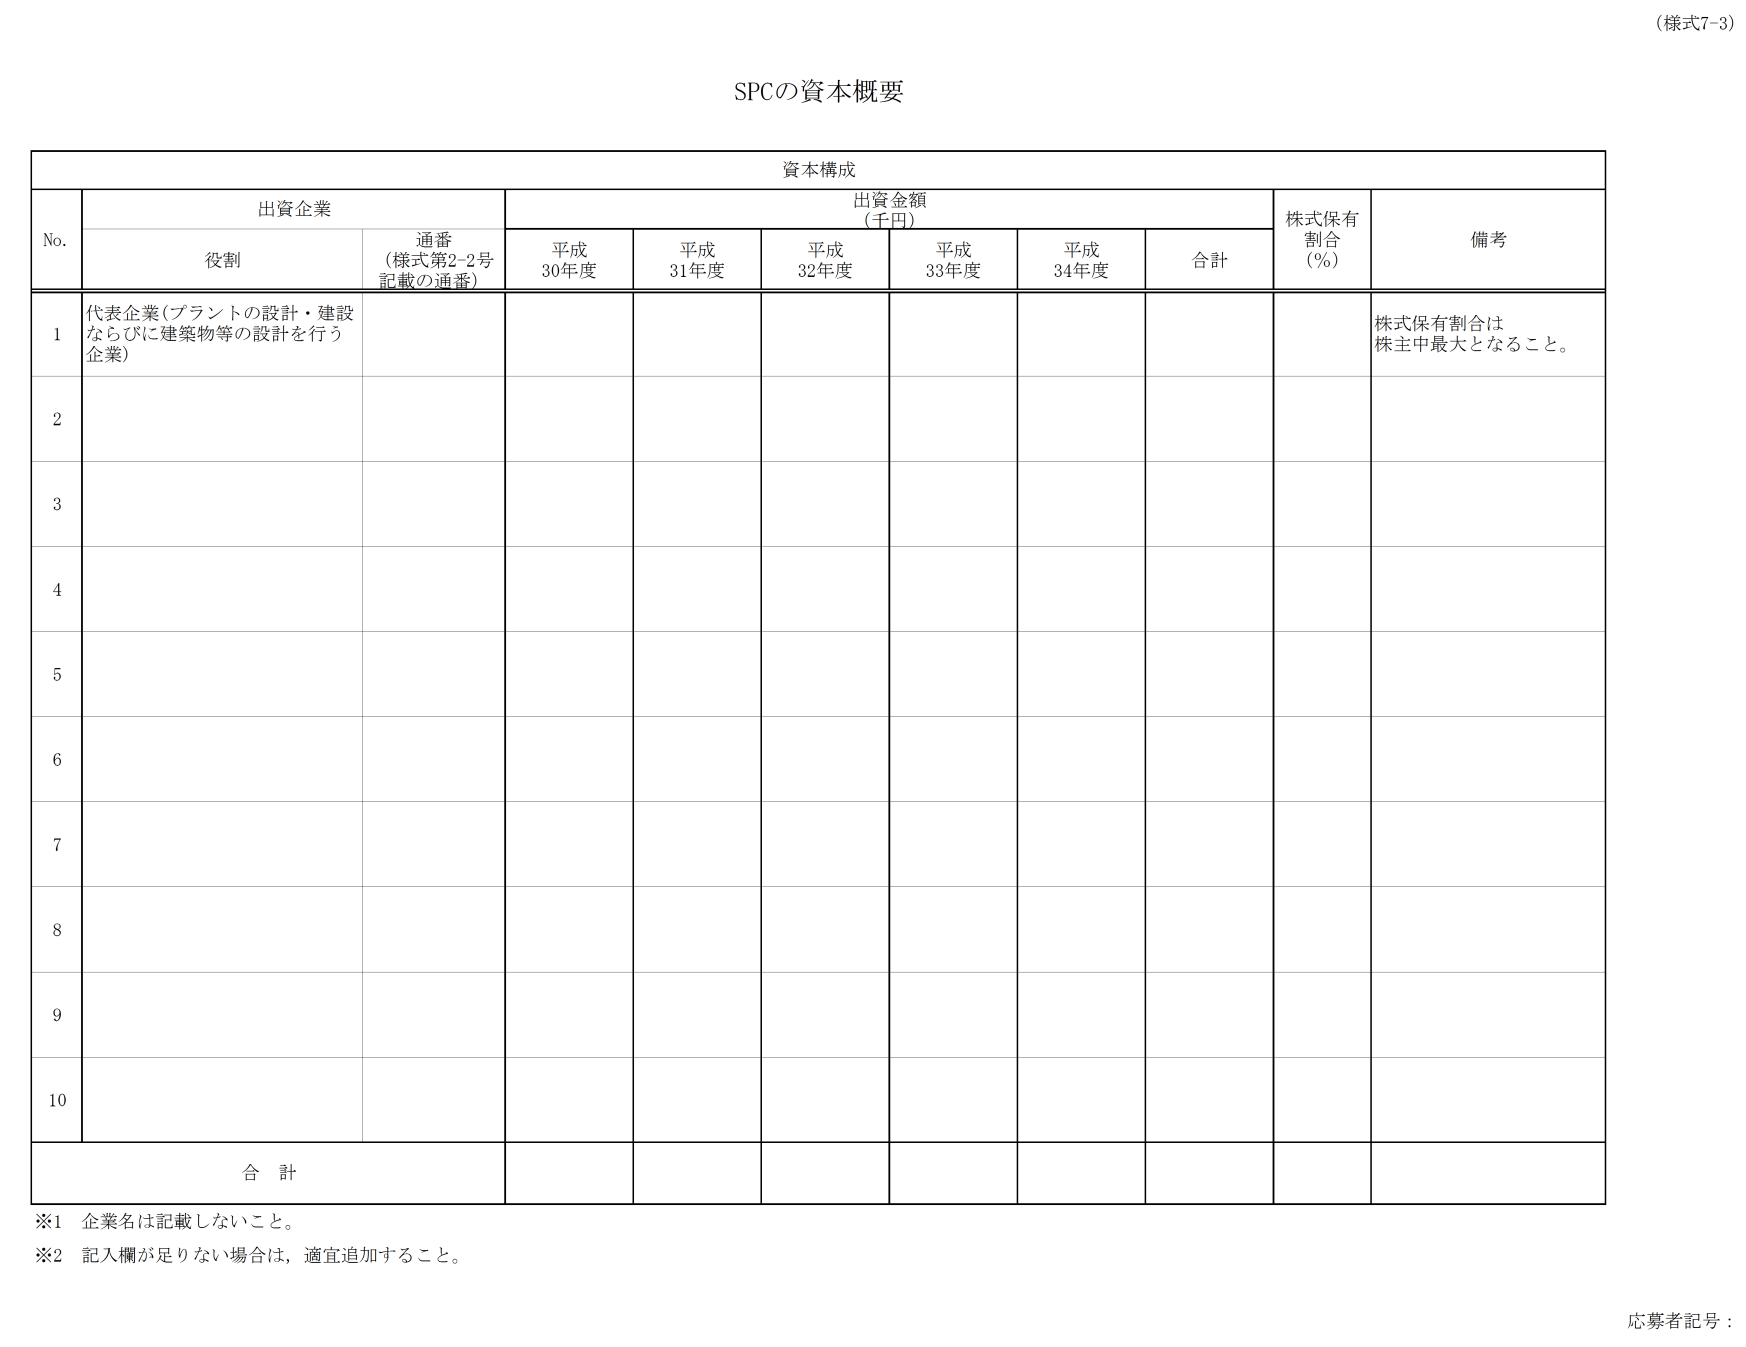 (様式7-3)
SPCの資本概要
資本構成
No.
出資企業
出資金額
(千円)
株式保有
割合
(%)
備考
役割
通番
(様式第2-2号
記載の通番)
平成
30年度
平成
31年度
平成
32年度
平成
33年度
平成
34年度
合計
1
代表企業(プラントの設計・建設
ならびに建築物等の設計を行う
企業)
株式保有割合は
株主中最大となること。
2
3
4
5
6
7
8
9
10
合　計
※1　企業名は記載しないこと。
※2　記入欄が足りない場合は，適宜追加すること。
応募者記号：